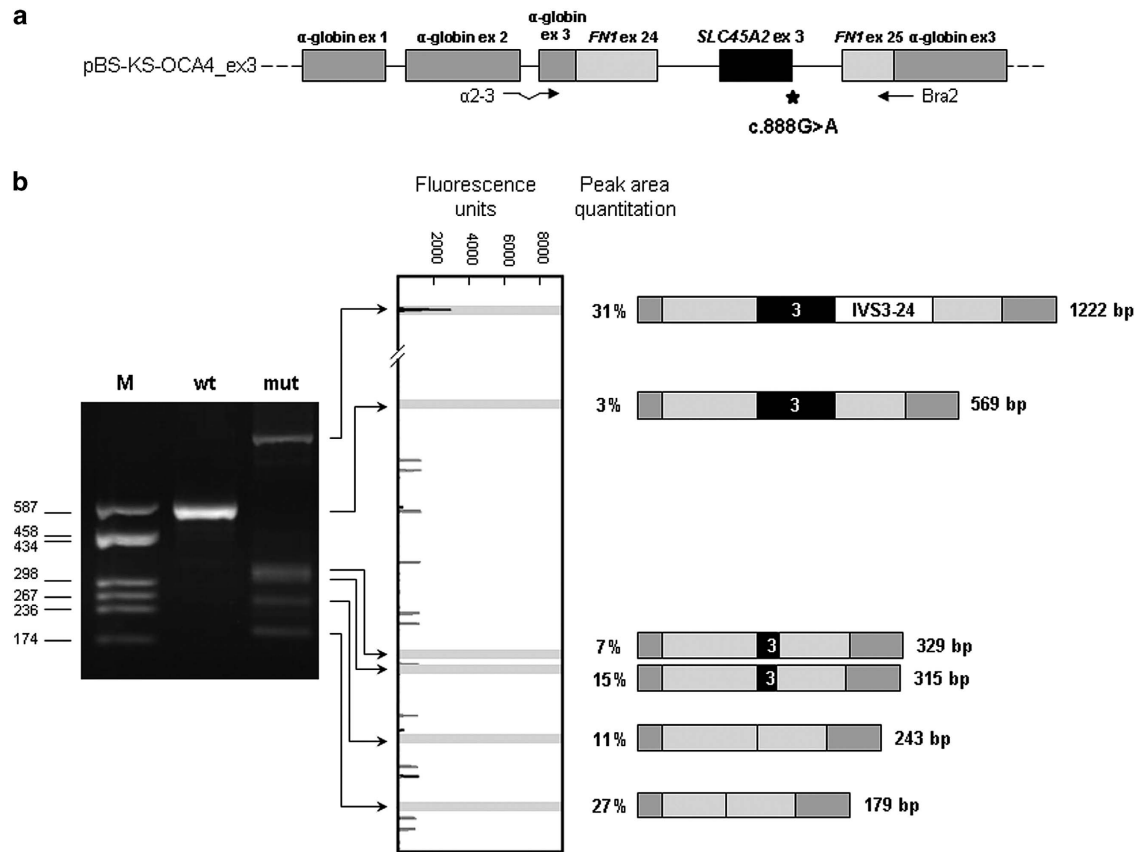 a
α-globin ex 1
α-globin ex 2
α-globin
ex 3
FN1 ex 24
SLC45A2 ex 3
FN1 ex 25
α-globin ex3
pBS-KS-OCA4_ex3
α2-3
Bra2
c.888G>A
b
Fluorescence
units
Peak area
quantitation
2000
4000
6000
8000
M
wt
mut
587
458
434
298
267
236
174
31%
3
IVS3-24
1222 bp
3%
3
569 bp
7%
3
329 bp
15%
3
315 bp
11%
243 bp
27%
179 bp